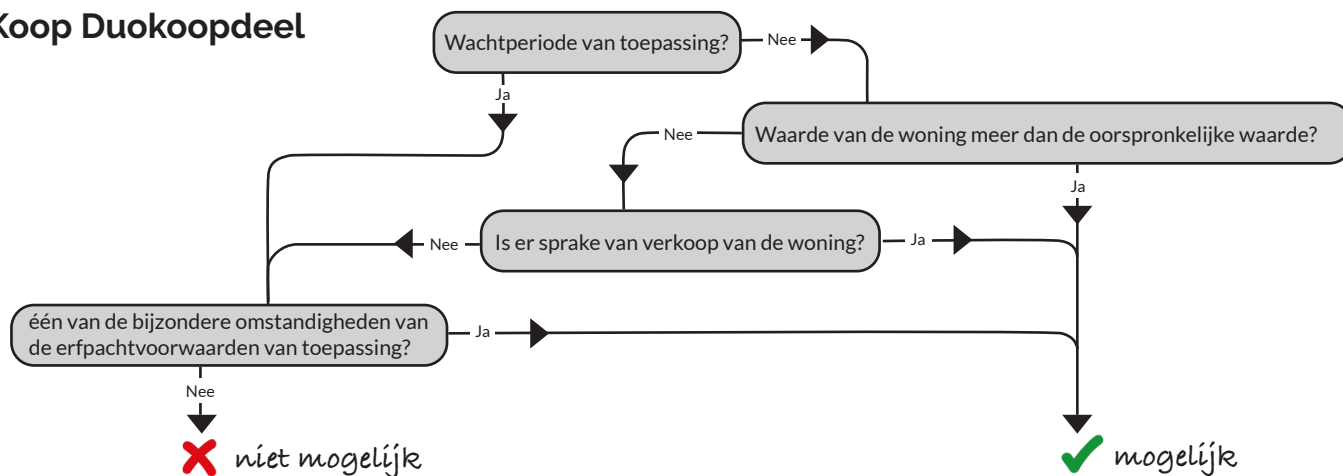 Koop Duokoopdeel
Wachtperiode van toepassing?
Nee
Ja
Waarde van de woning meer dan de oorspronkelijke waarde?
Nee
Ja
Is er sprake van verkoop van de woning?
Nee
Ja
één van de bijzondere omstandigheden van
de erfpachtvoorwaarden van toepassing?
Ja
Nee
niet mogelijk
mogelijk